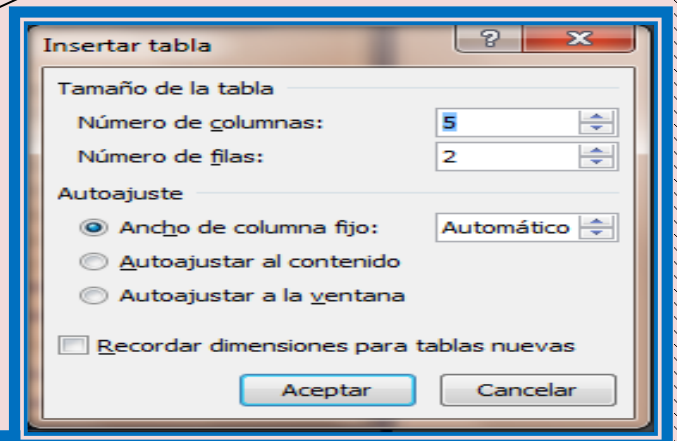 Insertar tabla
Tamaño de la tabla
Número de columnas: 5
Número de filas: 2
Autoajuste
Ancho de columna fijo: Automático
Autoajustar al contenido
Autoajustar a la ventana
Recordar dimensiones para tablas nuevas
Aceptar Cancelar